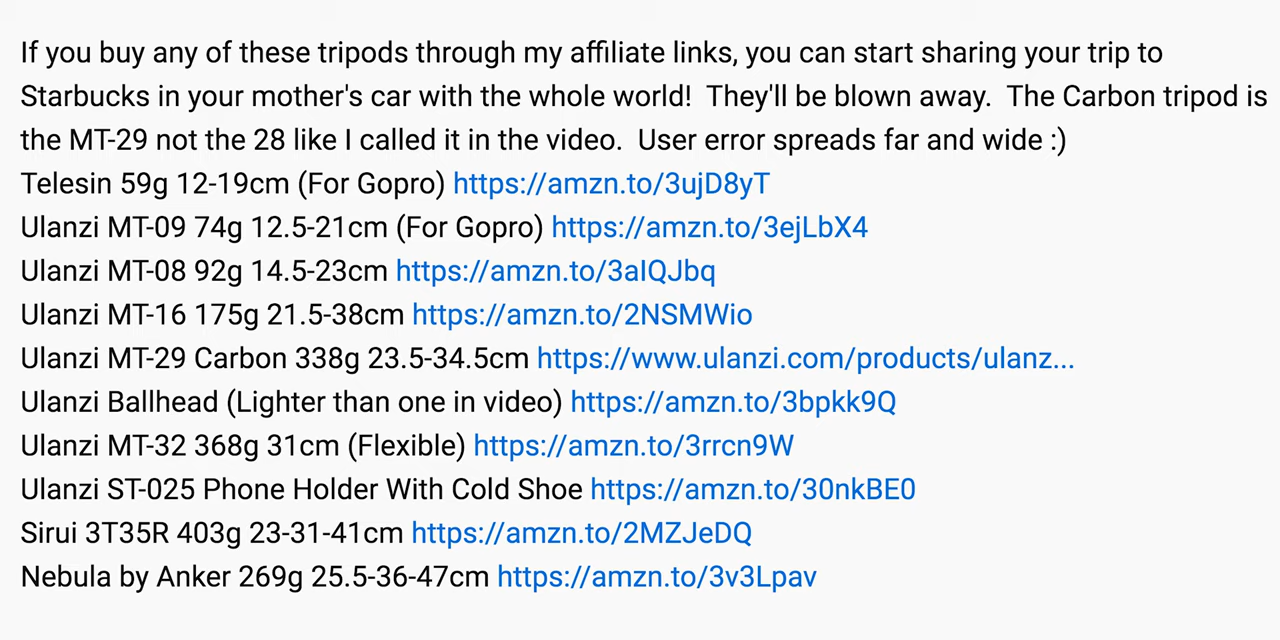 If you buy any of these tripods through my affiliate links, you can start sharing your trip to
Starbucks in your mother's car with the whole world!  They'll be blown away.  The Carbon tripod is
the MT-29 not the 28 like I called it in the video.  User error spreads far and wide :)
Telesin 59g 12-19cm (For Gopro) https://amzn.to/3ujD8yT
Ulanzi MT-09 74g 12.5-21cm (For Gopro) https://amzn.to/3ejLbX4
Ulanzi MT-08 92g 14.5-23cm https://amzn.to/3aIQJbq
Ulanzi MT-16 175g 21.5-38cm https://amzn.to/2NSMWio
Ulanzi MT-29 Carbon 338g 23.5-34.5cm https://www.ulanzi.com/products/ulanz...
Ulanzi Ballhead (Lighter than one in video) https://amzn.to/3bpkk9Q
Ulanzi MT-32 368g 31cm (Flexible) https://amzn.to/3rrcn9W
Ulanzi ST-025 Phone Holder With Cold Shoe https://amzn.to/30nkBE0
Sirui 3T35R 403g 23-31-41cm https://amzn.to/2MZJeDQ
Nebula by Anker 269g 25.5-36-47cm https://amzn.to/3v3Lpav